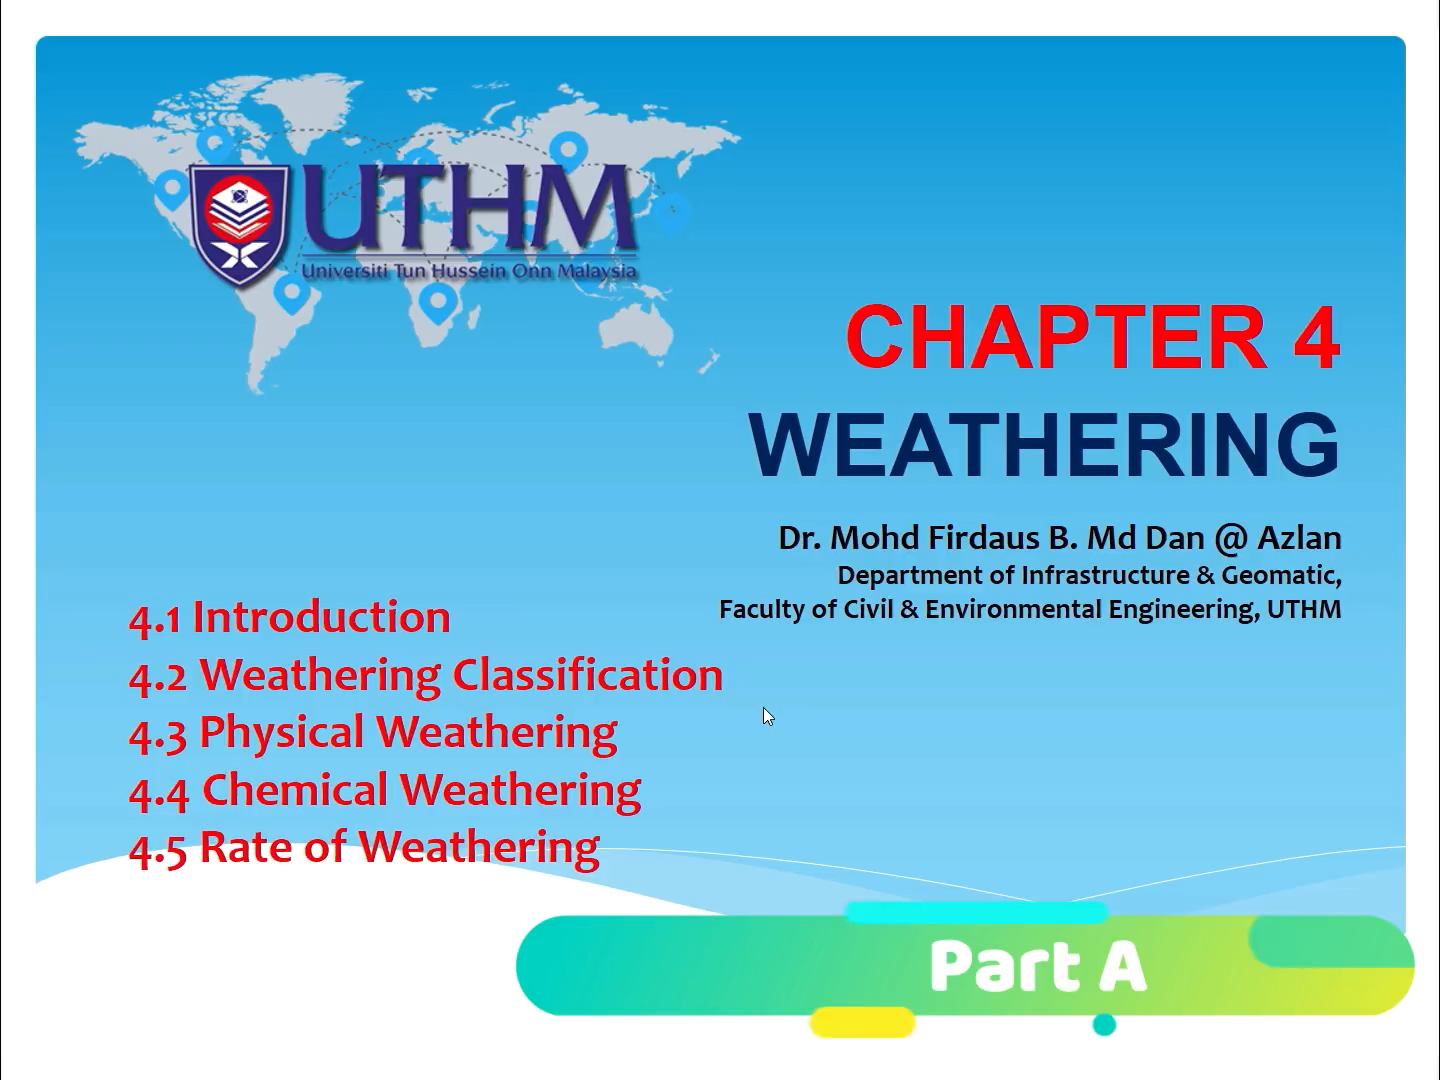 UTHM
Universiti Tun Hussein Onn Malaysia
CHAPTER 4
WEATHERING
Dr. Mohd Firdaus B. Md Dan @ Azlan
Department of Infrastructure & Geomatic,
Faculty of Civil & Environmental Engineering, UTHM
4.1 Introduction
4.2 Weathering Classification
4.3 Physical Weathering
4.4 Chemical Weathering
4.5 Rate of Weathering
Part A